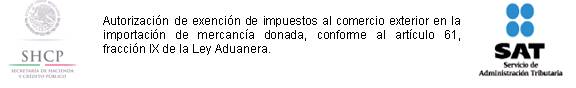 Autorización de exención de impuestos al comercio exterior en la
importación de mercancía donada, conforme al artículo 61,
fracción IX de la Ley Aduanera.
SHCP
SECRETARÍA DE HACIENDA
Y CRÉDITO PÚBLICO
SAT
Servicio de
Administración Tributaria